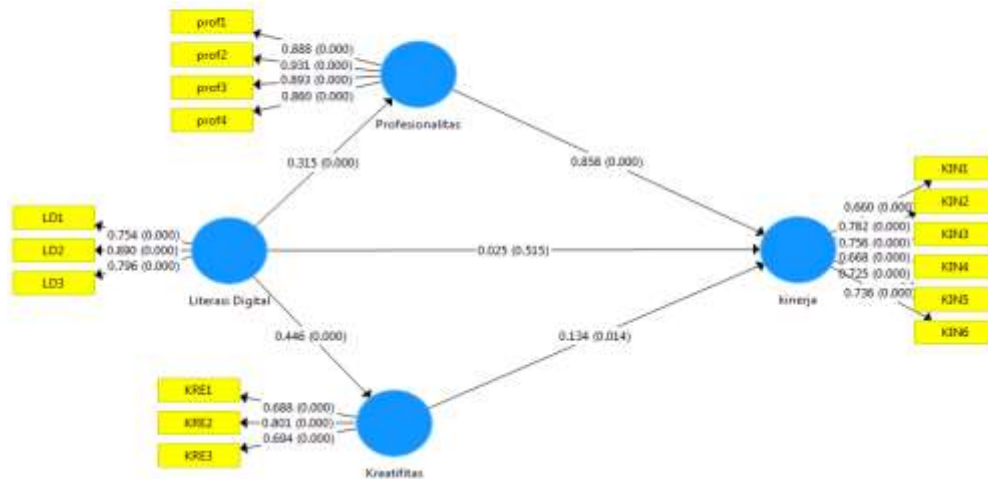 prof1
prof2
prof3
prof4
0.888 (0.000)
0.931 (0.000)
0.893 (0.000)
0.860 (0.000)
Profesionalitas
0.315 (0.000)
0.858 (0.000)
LD1
LD2
LD3
0.754 (0.000)
0.890 (0.000)
0.796 (0.000)
Literasi Digital
0.025 (0.515)
KIN1
KIN2
KIN3
KIN4
KIN5
KIN6
0.660 (0.000)
0.782 (0.000)
0.756 (0.000)
0.668 (0.000)
0.725 (0.000)
0.736 (0.000)
kinerja
0.446 (0.000)
0.134 (0.014)
KRE1
KRE2
KRE3
0.688 (0.000)
0.801 (0.000)
0.694 (0.000)
Kreatifitas